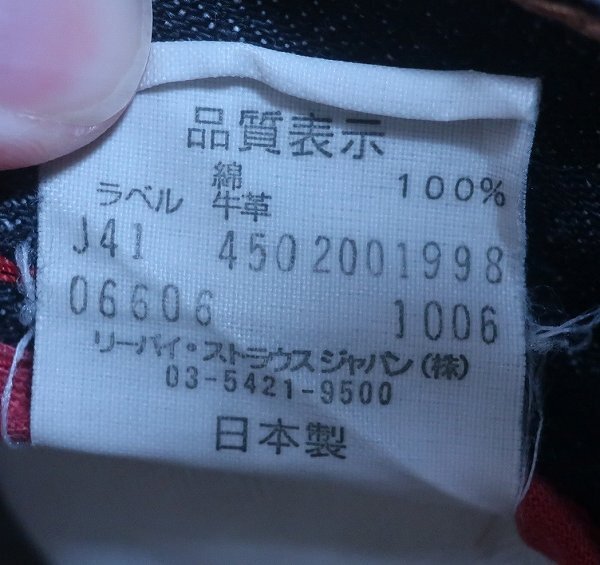 品質表示
綿 100%
ラベル 牛革
J41 4502001998
06606 1006
リーバイ・ストラウスジャパン(株)
03-5421-9500
日本製